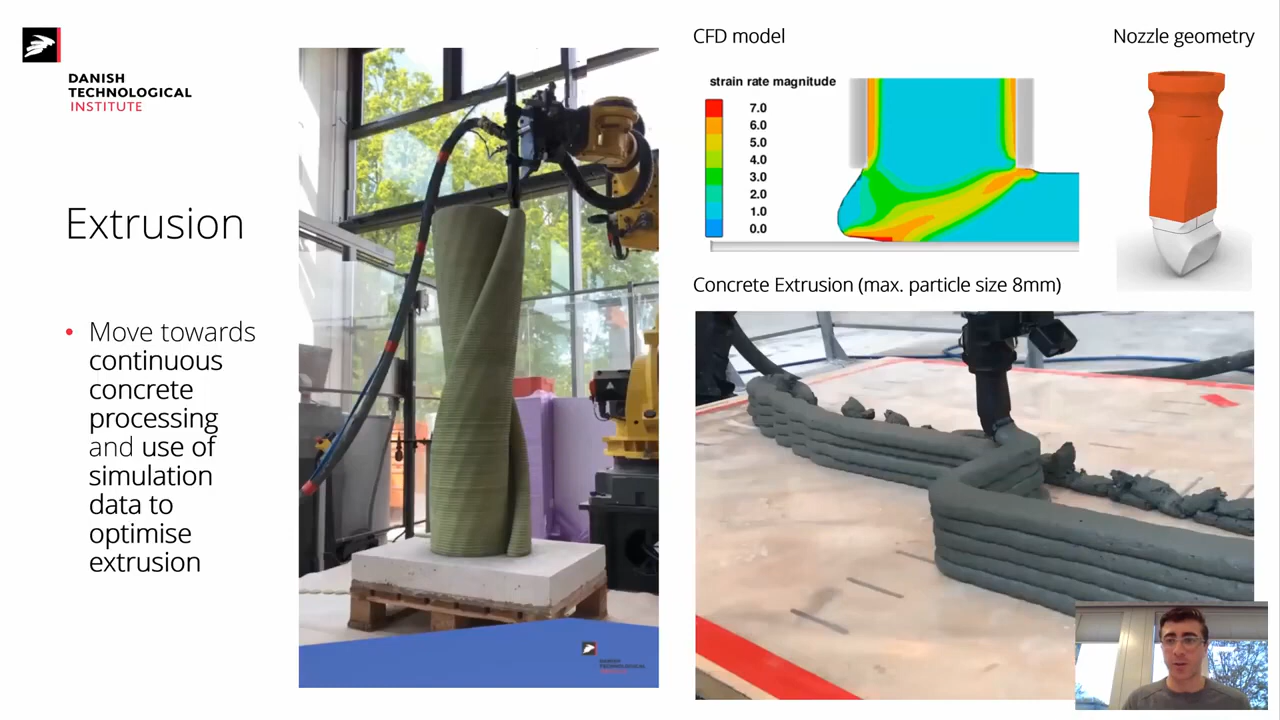 DANISH
TECHNOLOGICAL
INSTITUTE
Extrusion
• Move towards
continuous
concrete
processing
and use of
simulation
data to
optimise
extrusion
CFD model
Nozzle geometry
strain rate magnitude
7.0
6.0
5.0
4.0
3.0
2.0
1.0
0.0
Concrete Extrusion (max. particle size 8mm)